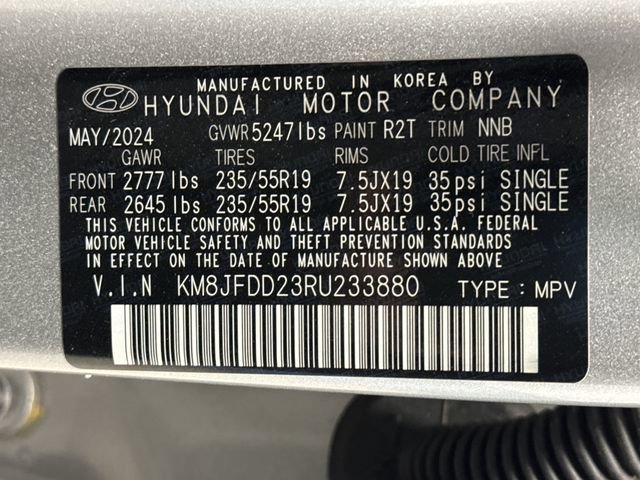 MANUFACTURED IN KOREA BY
HYUNDAI MOTOR COMPANY
MAY/2024 GVWR 5247lbs PAINT R2T TRIM NNB
GAWR TIRES RIMS COLD TIRE INFL
FRONT 2777lbs 235/55R19 7.5JX19 35psi SINGLE
REAR 2645lbs 235/55R19 7.5JX19 35psi SINGLE
THIS VEHICLE CONFORMS TO ALL APPLICABLE U.S.A. FEDERAL
MOTOR VEHICLE SAFETY AND THEFT PREVENTION STANDARDS
IN EFFECT ON THE DATE OF MANUFACTURE SHOWN ABOVE.
V.I.N KM8JFDD23RU233880 TYPE : MPV